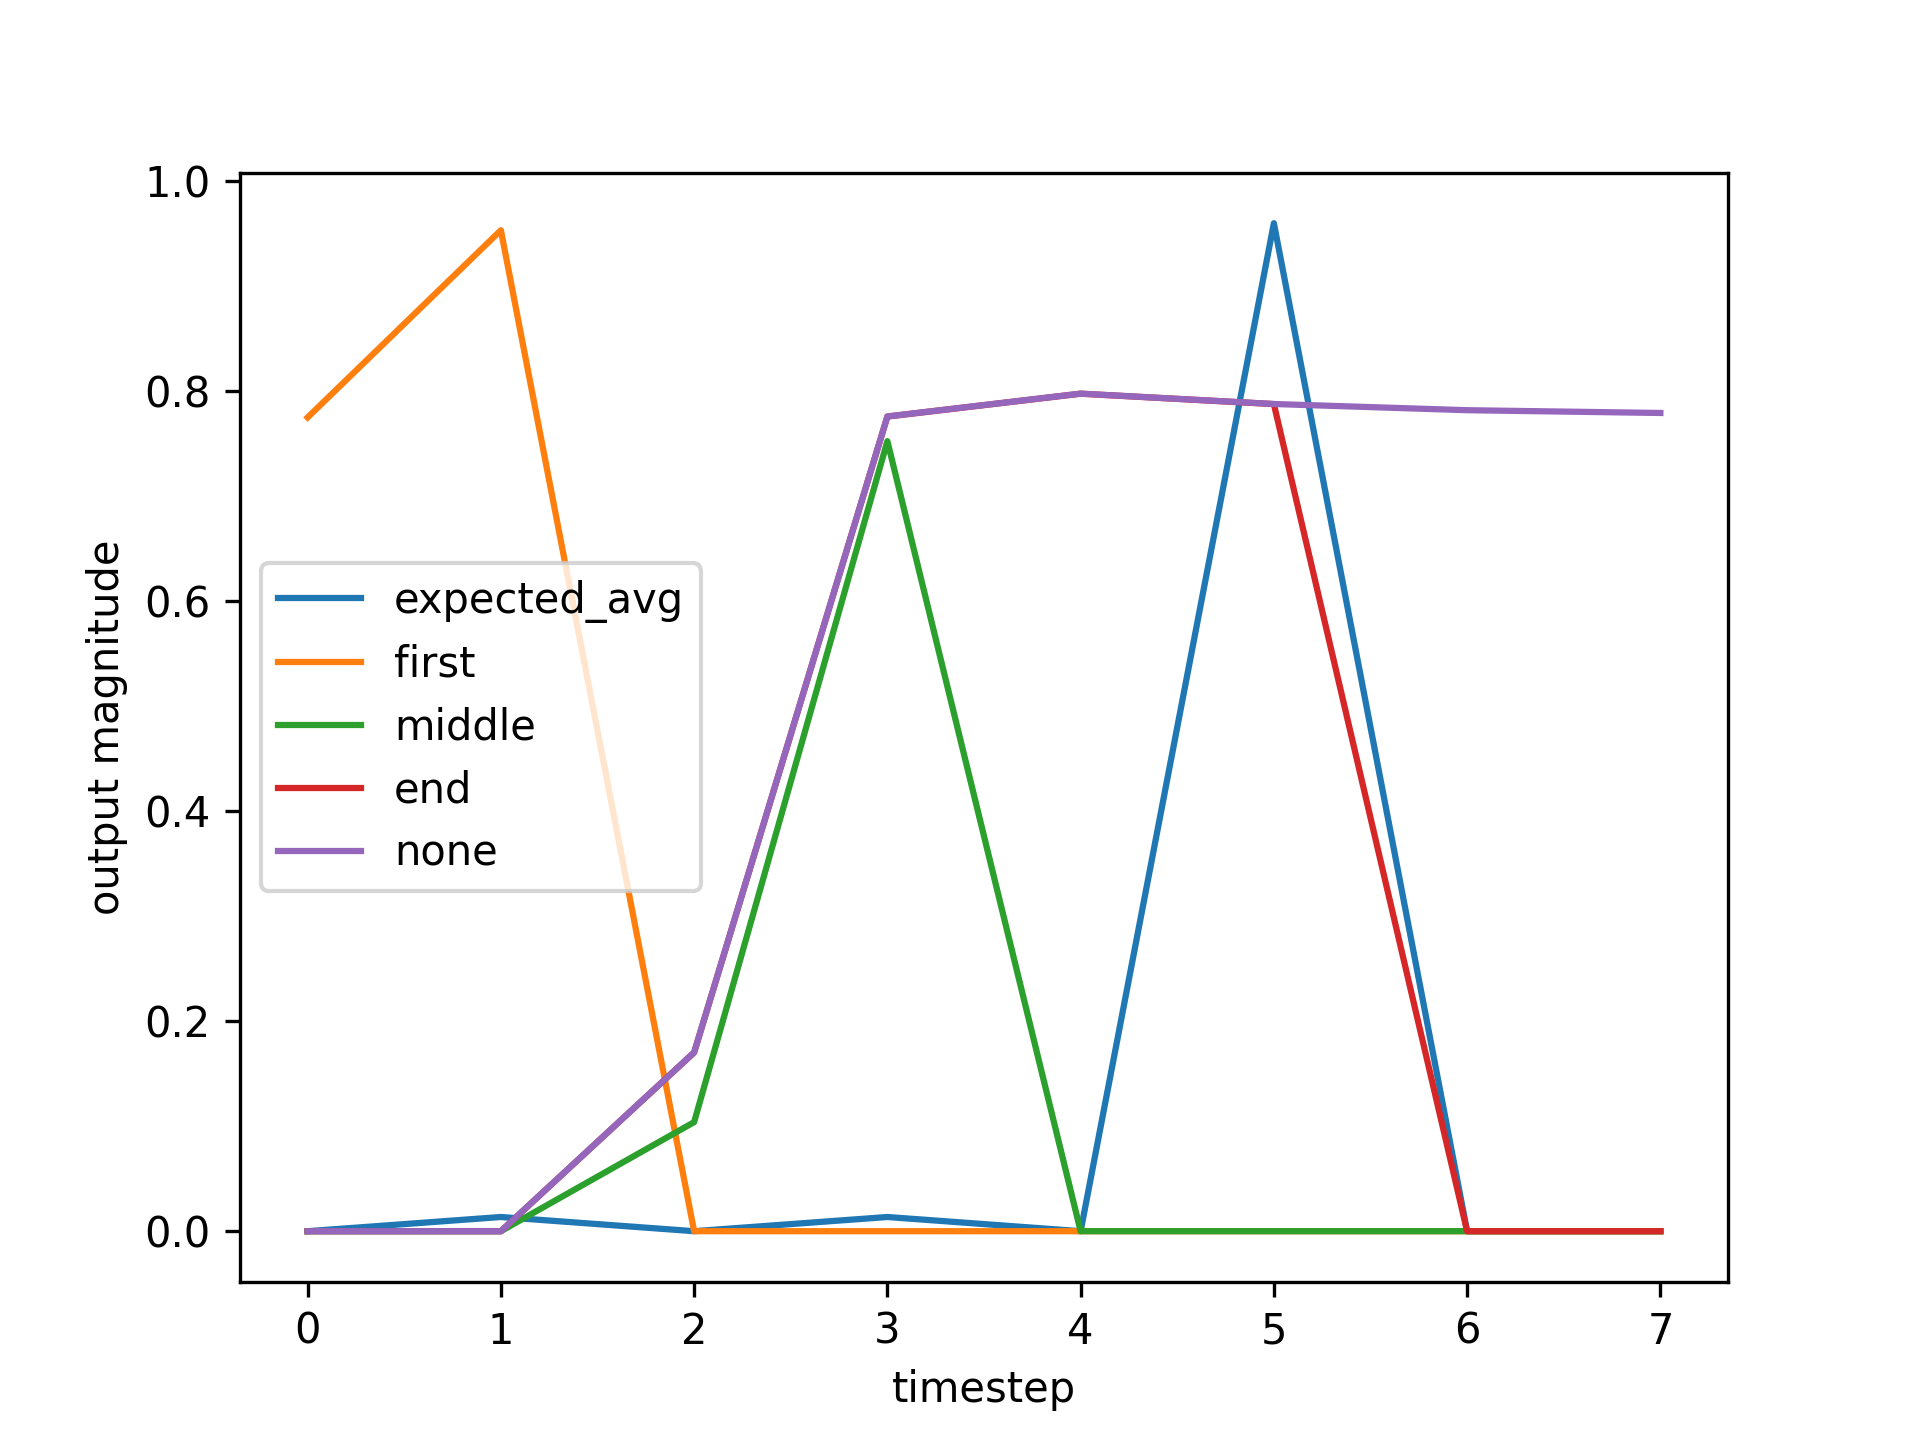 1.0
0.8
0.6
0.4
0.2
0.0
output magnitude
expected_avg
first
middle
end
none
0 1 2 3 4 5 6 7
timestep